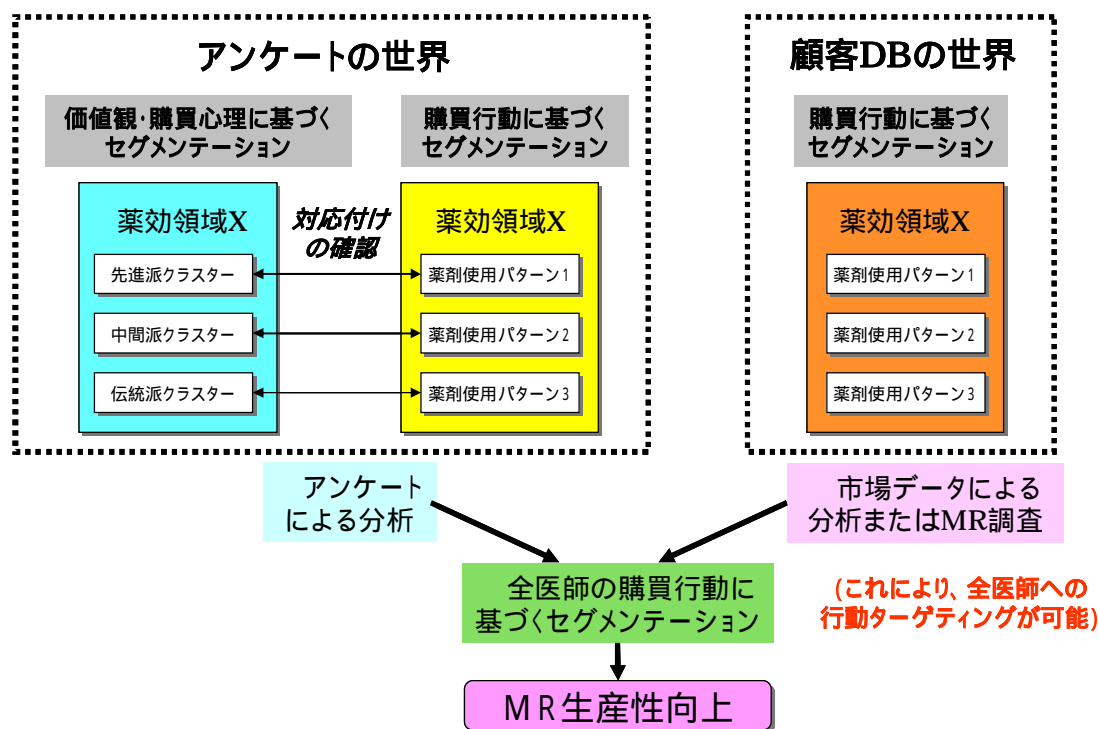 アンケートの世界
価値観・購買心理に基づく
セグメンテーション
購買行動に基づく
セグメンテーション
薬効領域X
先進派クラスター
中間派クラスター
伝統派クラスター
対応付け
の確認
薬効領域X
薬剤使用パターン1
薬剤使用パターン2
薬剤使用パターン3
顧客DBの世界
購買行動に基づく
セグメンテーション
薬効領域X
薬剤使用パターン1
薬剤使用パターン2
薬剤使用パターン3
アンケート
による分析
市場データによる
分析またはMR調査
全医師の購買行動に
基づくセグメンテーション
(これにより、全医師への
行動ターゲティングが可能)
ＭＲ生産性向上